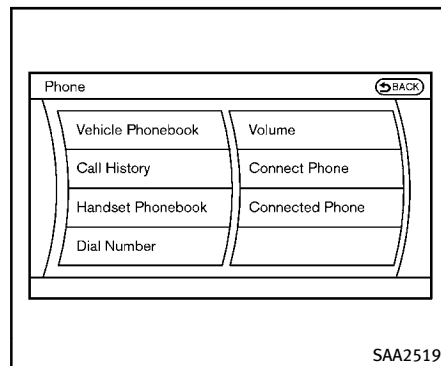 Phone
BACK
Vehicle Phonebook
Call History
Handset Phonebook
Dial Number
Volume
Connect Phone
Connected Phone
SAA2519